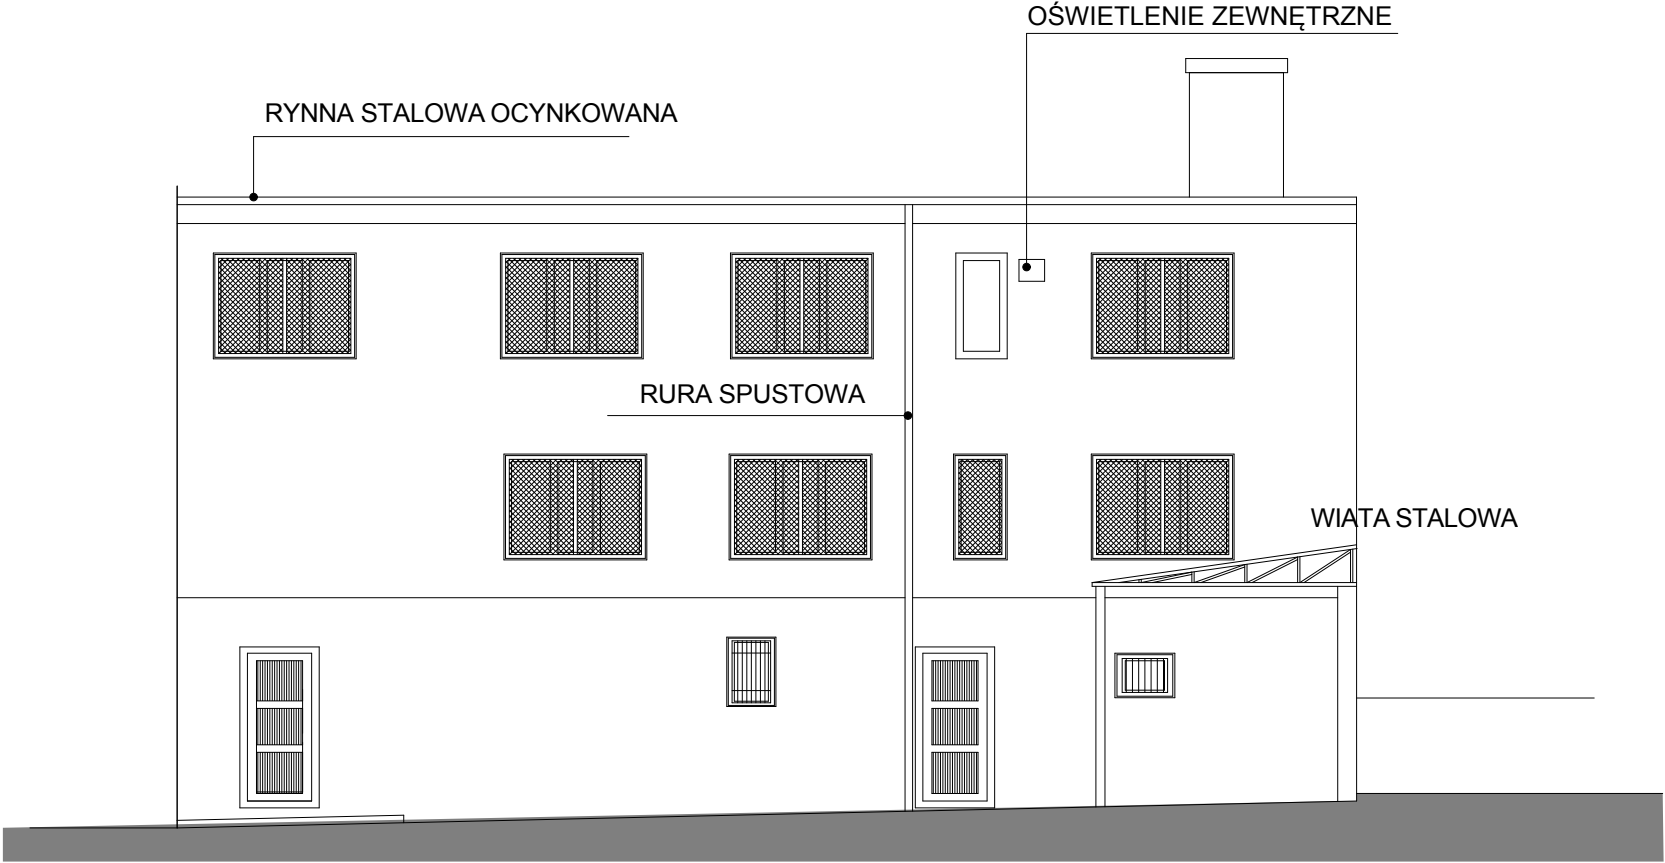 OŚWIETLENIE ZEWNĘTRZNE
RYNNA STALOWA OCYNKOWANA
RURA SPUSTOWA
WIATA STALOWA